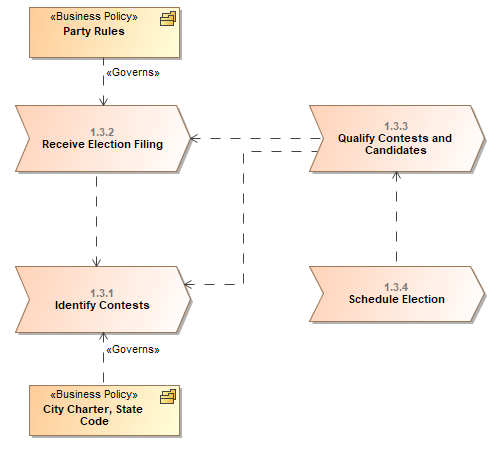 «Business Policy»
Party Rules
«Governs»
1.3.2
Receive Election Filing
1.3.3
Qualify Contests and
Candidates
1.3.1
Identify Contests
1.3.4
Schedule Election
«Governs»
«Business Policy»
City Charter, State
Code